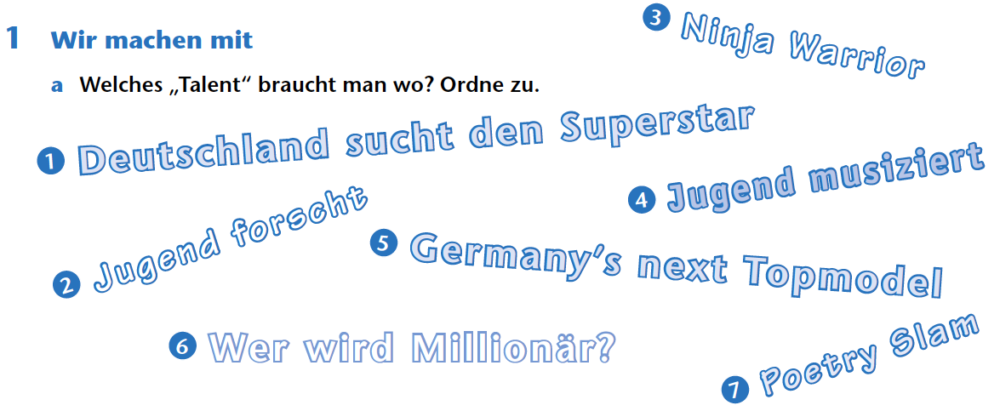 1 Wir machen mit
a Welches „Talent“ braucht man wo? Ordne zu.
3 Ninja Warrior
1 Deutschland sucht den Superstar
4 Jugend musiziert
2 Jugend forscht
5 Germany’s next Topmodel
6 Wer wird Millionär?
7 Poetry Slam